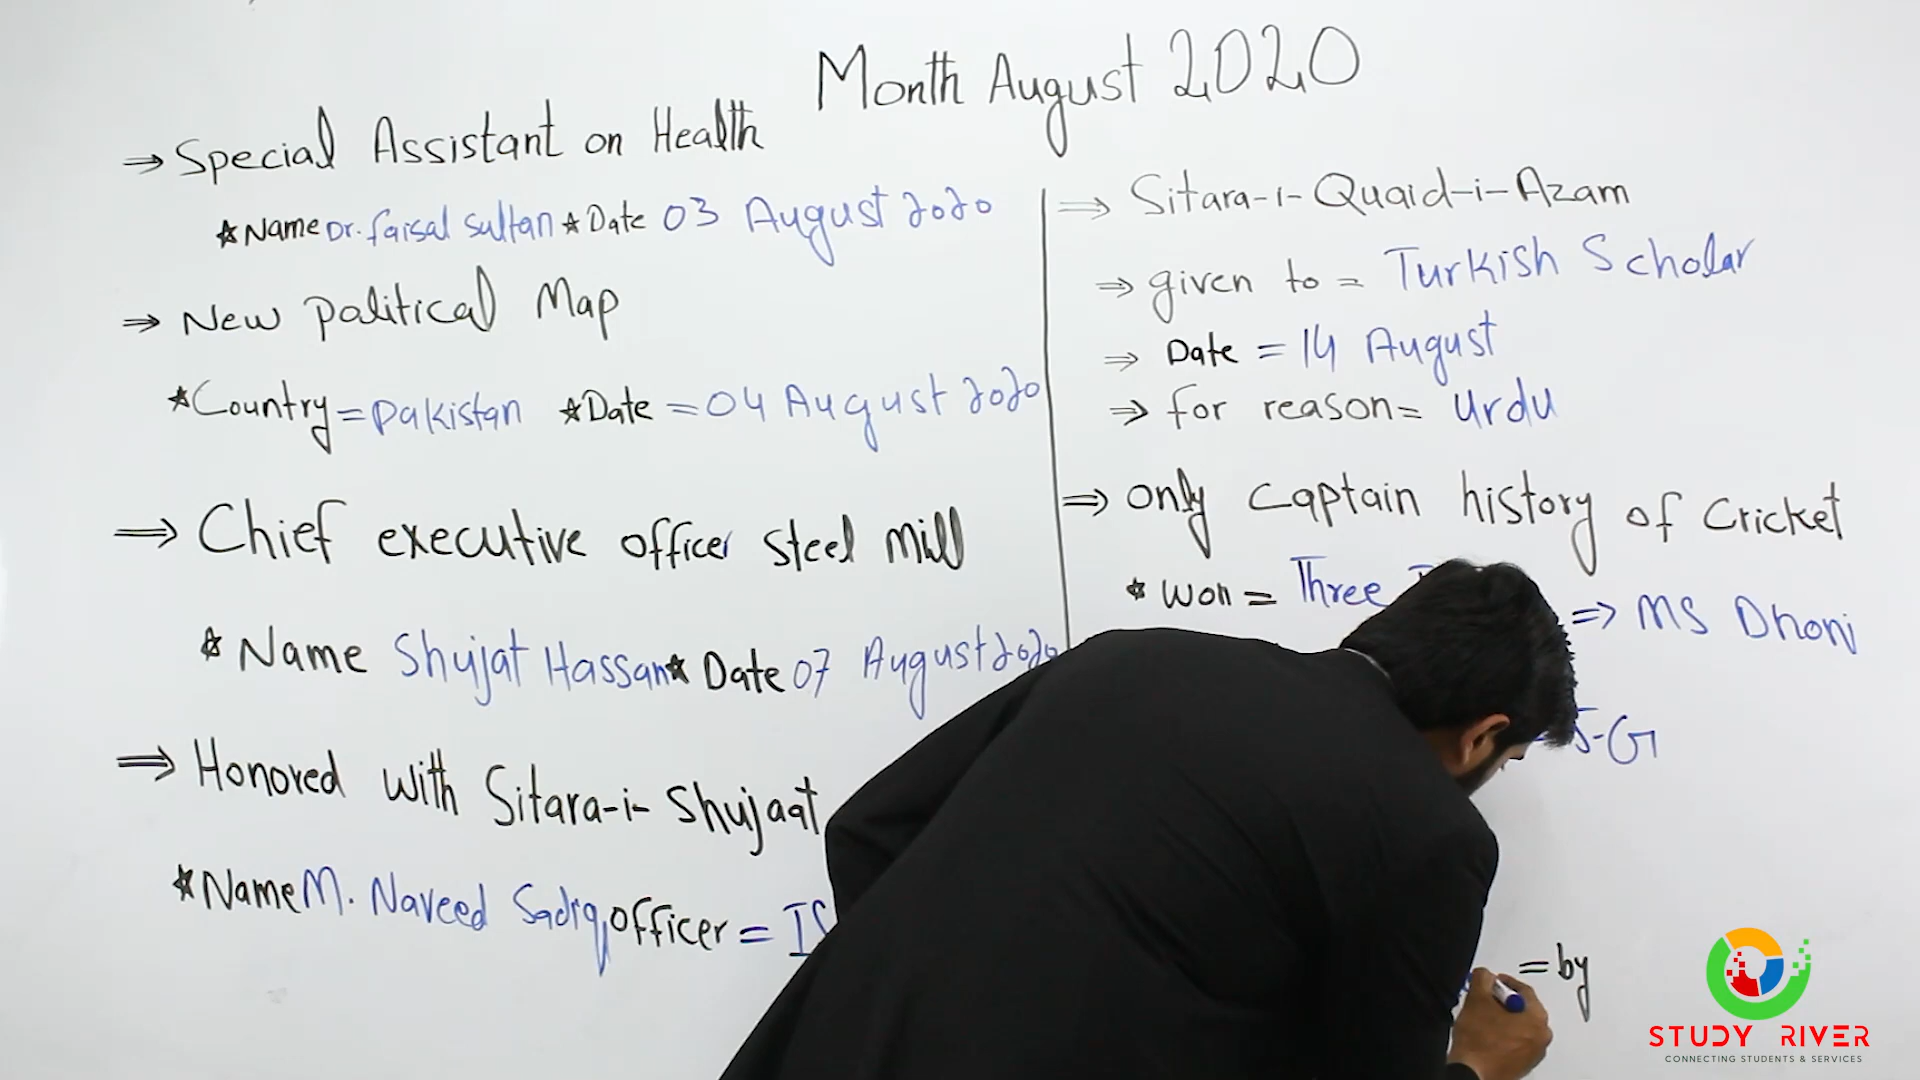 Month August 2020
⇒ Special Assistant on Health
* Name Dr. Faisal Sultan * Date 03 August 2020
⇒ New political Map
* Country = Pakistan * Date = 04 August 2020
⇒ Chief executive officer steel mill
* Name Shujat Hassan * Date 07 August 2020
⇒ Honored with Sitara-i-Shujaat
* Name M. Naveed Sadiq officer = IS
⇒ Sitara-i-Quaid-i-Azam
⇒ given to = Turkish Scholar
⇒ Date = 14 August
⇒ for reason = Urdu
⇒ only captain history of Cricket
* Won = Three ⇒ MS Dhoni
5-G
= by
STUDY RIVER
CONNECTING STUDENTS & SERVICES